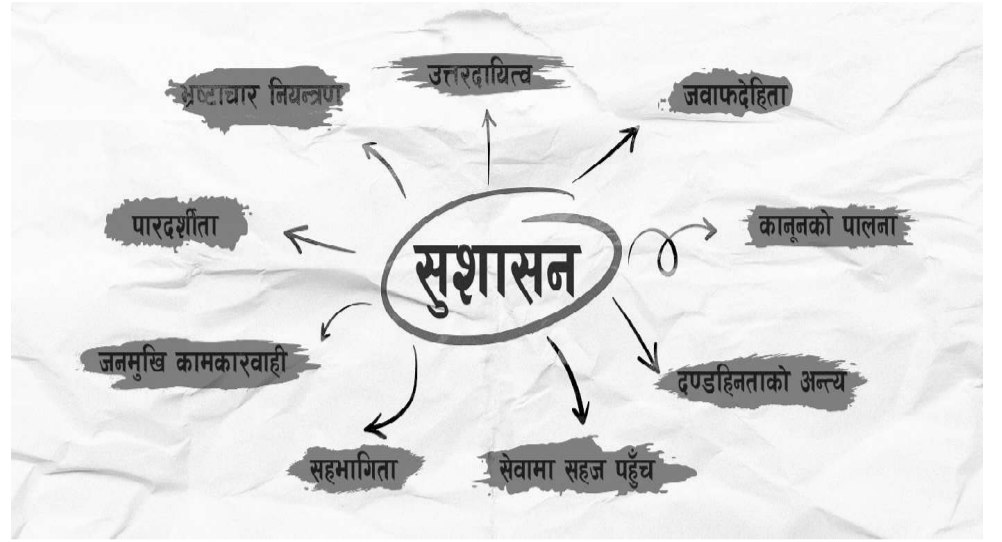 उत्तरदायित्व
भ्रष्टाचार नियन्त्रण
जवाफदेहिता
पारदर्शीता
कानूनको पालना
सुशासन
जनमुखि कामकारवाही
दण्डहिनताको अन्त्य
सहभागिता
सेवामा सहज पहुँच